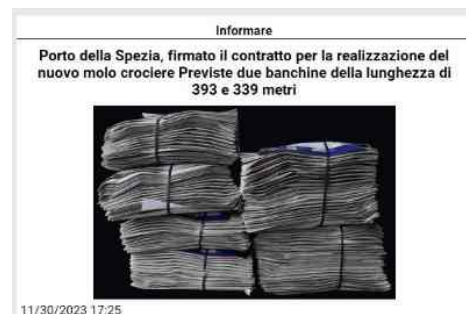 Informare
Porto della Spezia, firmato il contratto per la realizzazione del
nuovo molo crociere Previste due banchine della lunghezza di
393 e 339 metri
11/30/2023 17:25